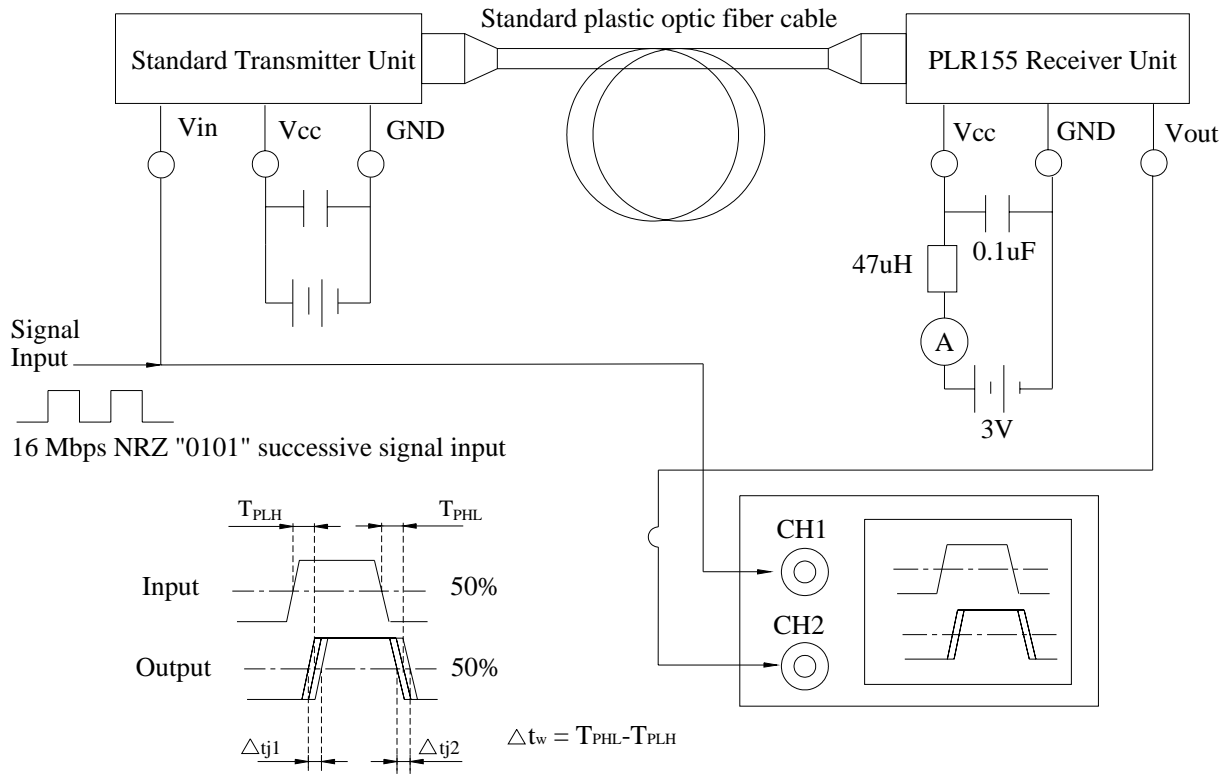 Standard plastic optic fiber cable
Standard Transmitter Unit
PLR155 Receiver Unit
Vin
Vcc
GND
Vcc
GND
Vout
47uH
0.1uF
A
3V
Signal
Input
16 Mbps NRZ "0101" successive signal input
TPLH
TPHL
Input
50%
Output
50%
△tj1
△tj2
△tw = TPHL-TPLH
CH1
CH2